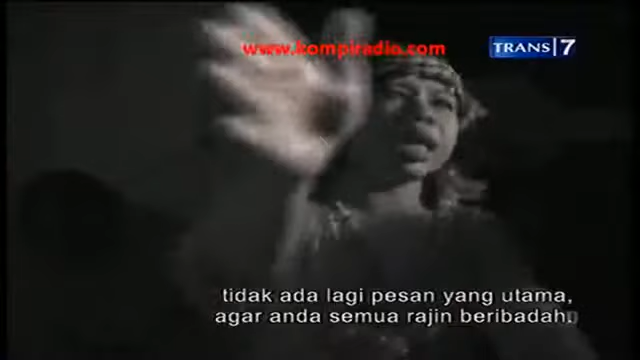 www.kompiradio.com
TRANS|7
tidak ada lagi pesan yang utama,
agar anda semua rajin beribadah.